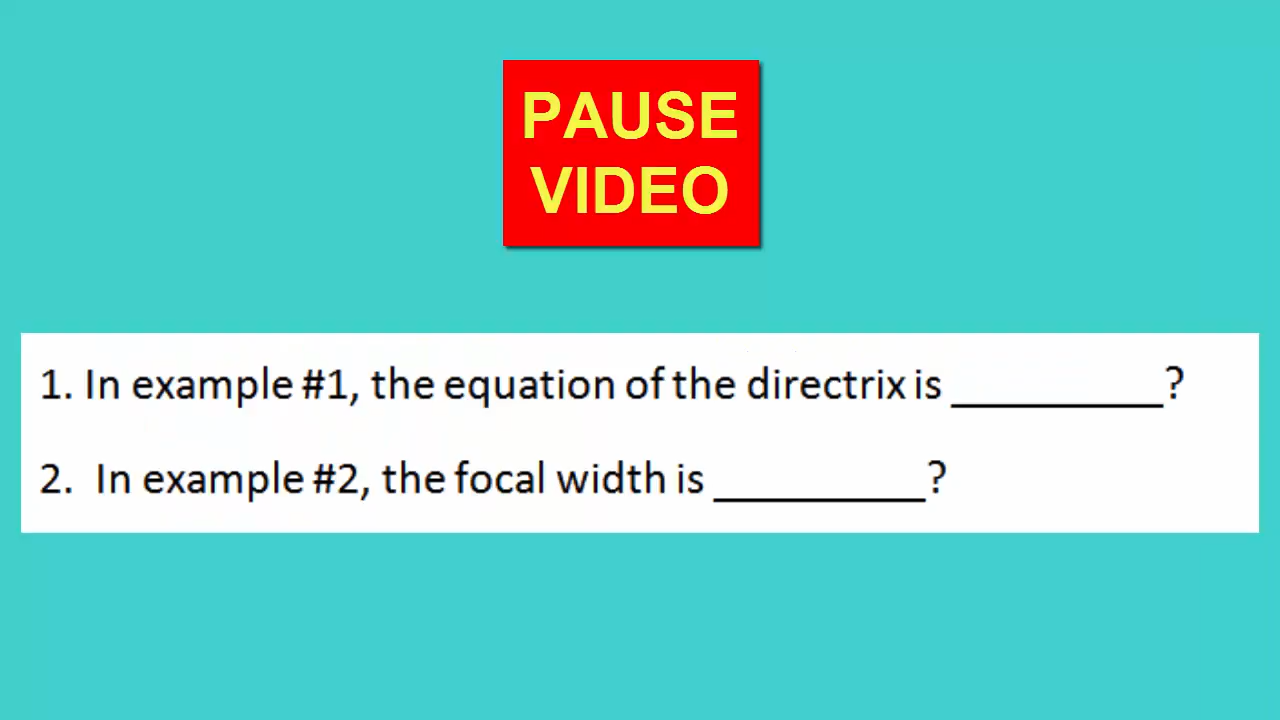 PAUSE
VIDEO
1. In example #1, the equation of the directrix is __________?
2. In example #2, the focal width is __________?